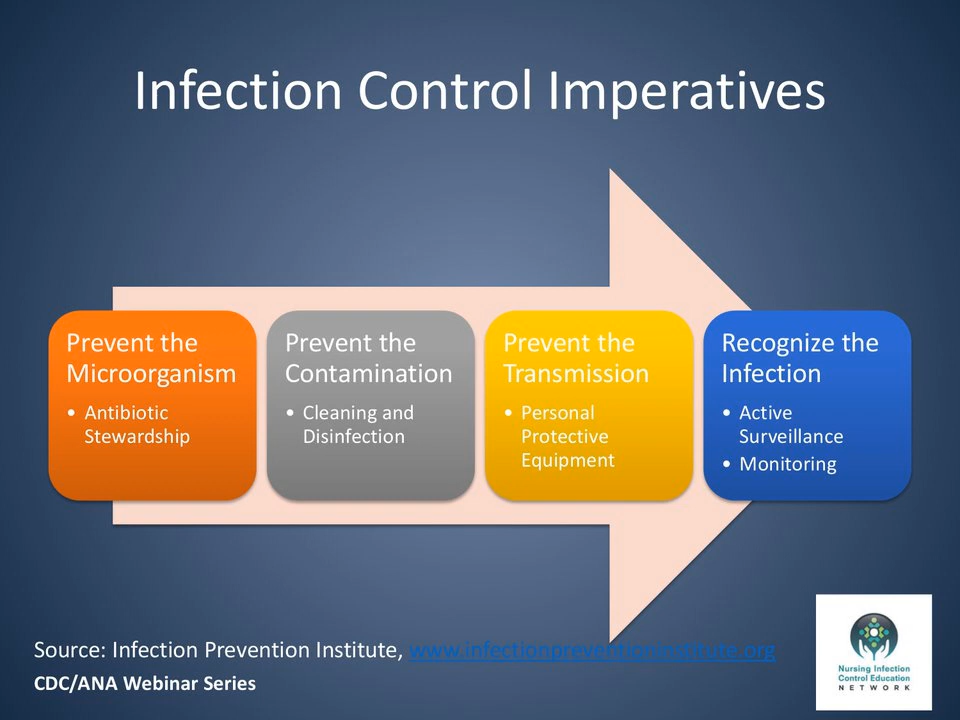 Infection Control Imperatives
Prevent the
Microorganism
• Antibiotic
Stewardship
Prevent the
Contamination
• Cleaning and
Disinfection
Prevent the
Transmission
• Personal
Protective
Equipment
Recognize the
Infection
• Active
Surveillance
• Monitoring
Source: Infection Prevention Institute, www.infectionpreventioninstitute.org
CDC/ANA Webinar Series
Nursing Infection
Control Education
NETWORK